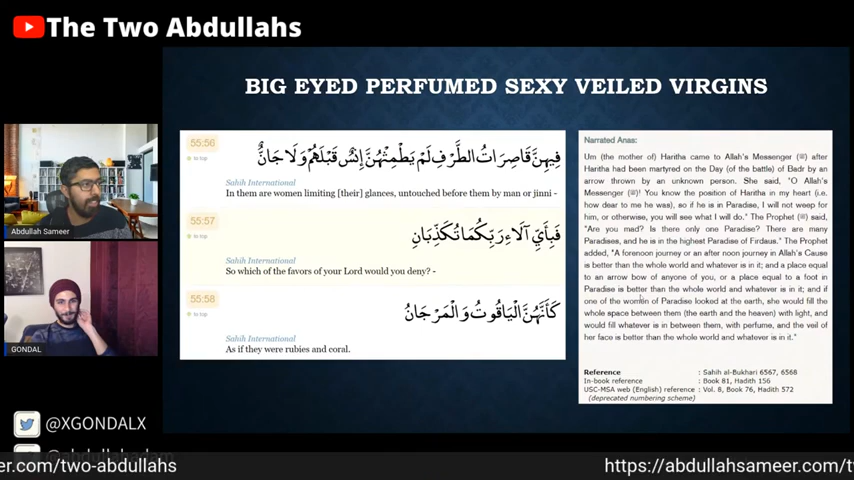 The Two Abdullahs
BIG EYED PERFUMED SEXY VEILED VIRGINS
Abdullah Sameer
GONDAL
@XGONDALX
55:56
to top
فِيهِنَّ قَاصِرَاتُ الطَّرْفِ لَمْ يَطْمِثْهُنَّ إِنسٌ قَبْلَهُمْ وَلَا جَانٌّ
Sahih International
In them are women limiting [their] glances, untouched before them by man or jinni -
55:57
to top
فَبِأَيِّ آلَاءِ رَبِّكُمَا تُكَذِّبَانِ
Sahih International
So which of the favors of your Lord would you deny? -
55:58
to top
كَأَنَّهُنَّ الْيَاقُوتُ وَالْمَرْجَانُ
Sahih International
As if they were rubies and coral.
Narrated Anas:
Um (the mother of) Haritha came to Allah's Messenger (ﷺ) after
Haritha had been martyred on the Day (of the battle) of Badr by an
arrow thrown by an unknown person. She said, "O Allah's
Messenger (ﷺ)! You know the position of Haritha in my heart (i.e.
how dear to me he was), so if he is in Paradise, I will not weep for
him, or otherwise, you will see what I will do." The Prophet (ﷺ) said,
"Are you mad? Is there only one Paradise? There are many
Paradises, and he is in the highest Paradise of Firdaus." The Prophet
added, "A forenoon journey or an after noon journey in Allah's Cause
is better than the whole world and whatever is in it; and a place equal
to an arrow bow of anyone of you, or a place equal to a foot in
Paradise is better than the whole world and whatever is in it; and if
one of the women of Paradise looked at the earth, she would fill the
whole space between them (the earth and the heaven) with light, and
would fill whatever is in between them, with perfume, and the veil of
her face is better than the whole world and whatever is in it."
Reference : Sahih al-Bukhari 6567, 6568
In-book reference : Book 81, Hadith 156
USC-MSA web (English) reference : Vol. 8, Book 76, Hadith 572
(deprecated numbering scheme)
er.com/two-abdullahs
https://abdullahsameer.com/tw